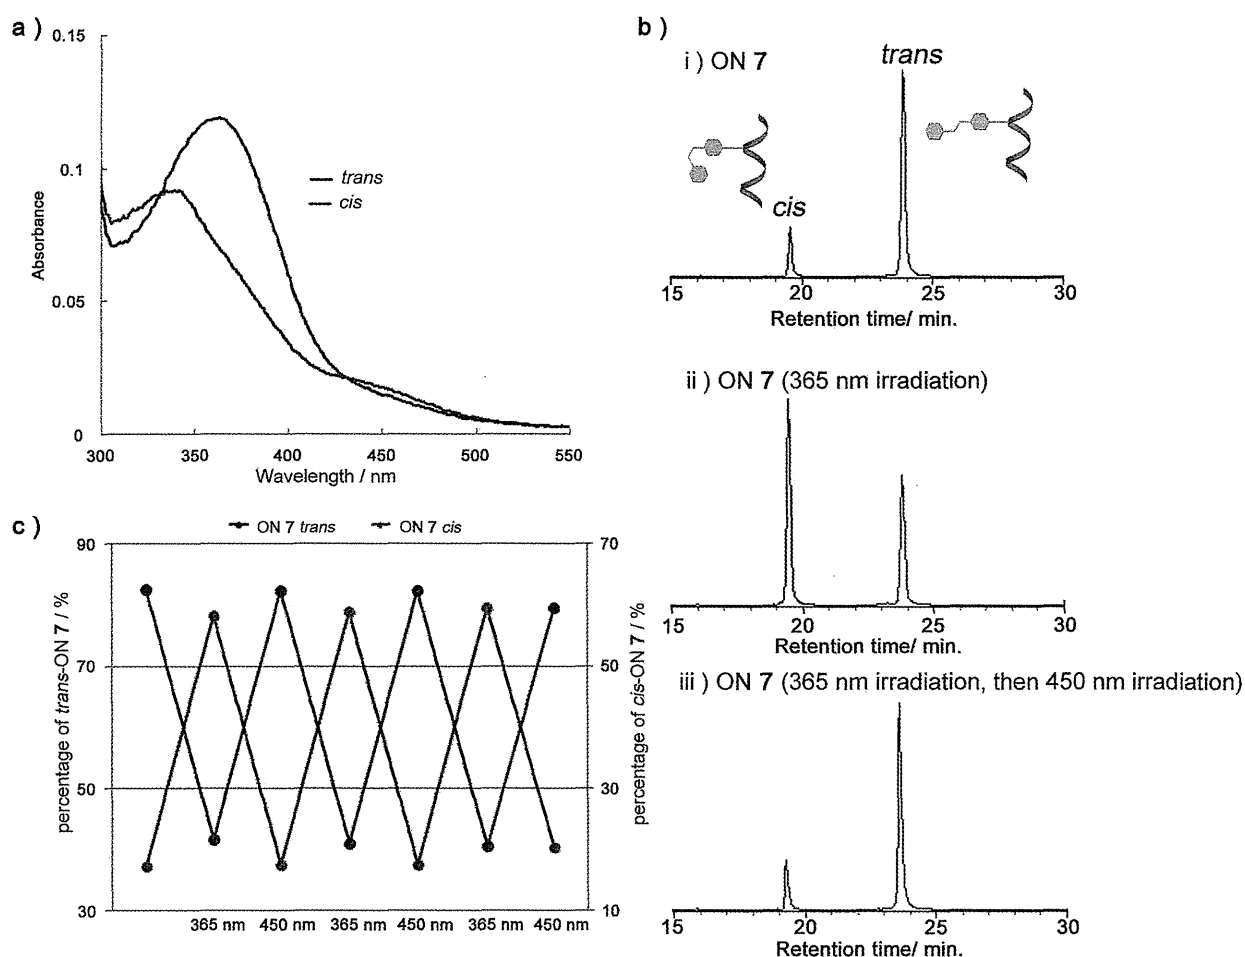 a )
0.15
0.1
0.05
0
Absorbance
trans
cis
300 350 400 450 500 550
Wavelength / nm
b )
i ) ON 7
trans
cis
15 20 25 30
Retention time/ min.
ii ) ON 7 (365 nm irradiation)
15 20 25 30
Retention time/ min.
iii ) ON 7 (365 nm irradiation, then 450 nm irradiation)
15 20 25 30
Retention time/ min.
c )
ON 7 trans ON 7 cis
90
70
50
30
percentage of trans-ON 7 / %
70
50
30
10
percentage of cis-ON 7 / %
365 nm 450 nm 365 nm 450 nm 365 nm 450 nm